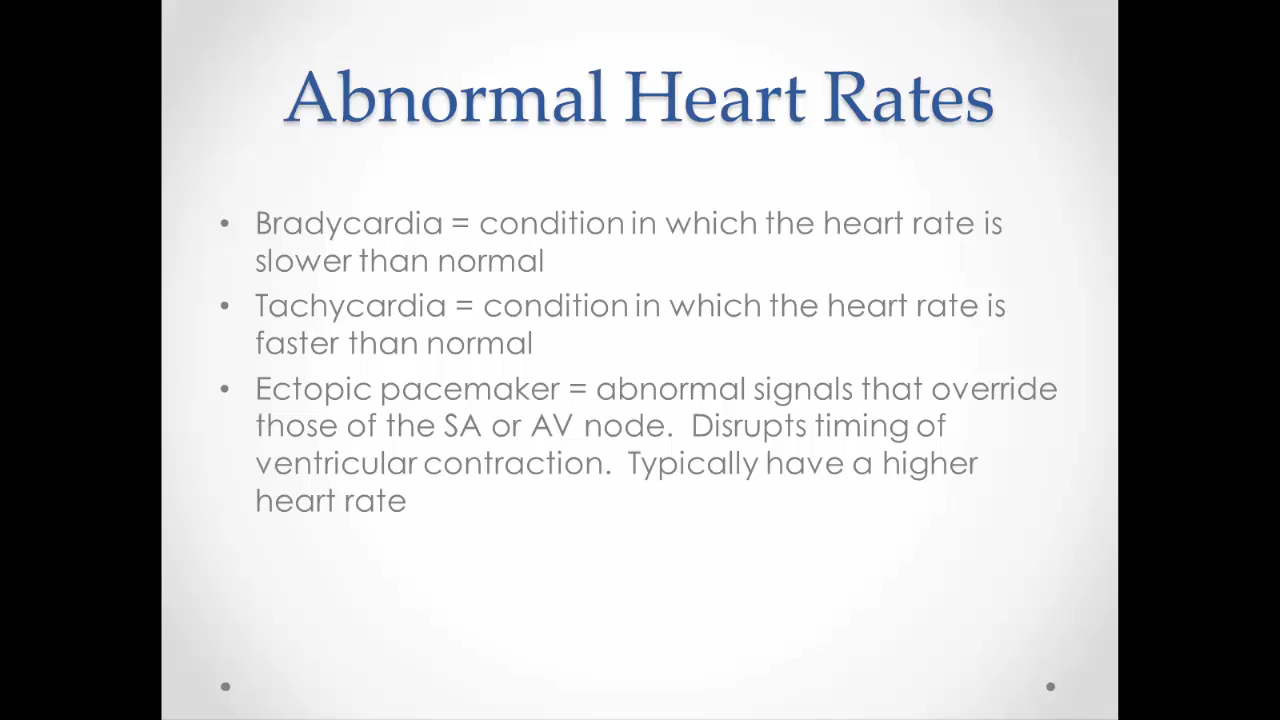 Abnormal Heart Rates
• Bradycardia = condition in which the heart rate is
slower than normal
• Tachycardia = condition in which the heart rate is
faster than normal
• Ectopic pacemaker = abnormal signals that override
those of the SA or AV node.  Disrupts timing of
ventricular contraction.  Typically have a higher
heart rate